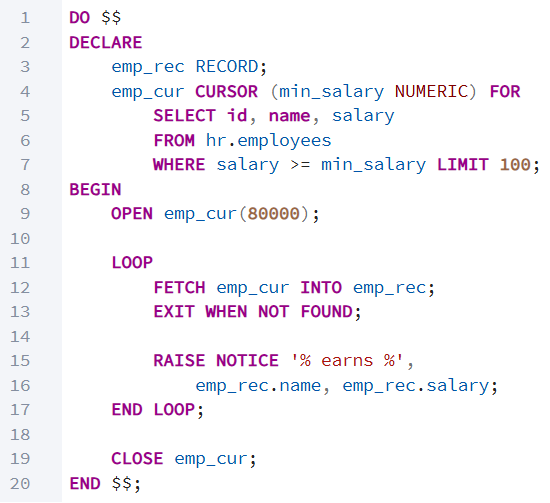 1 DO $$
2 DECLARE
3     emp_rec RECORD;
4     emp_cur CURSOR (min_salary NUMERIC) FOR
5         SELECT id, name, salary
6         FROM hr.employees
7         WHERE salary >= min_salary LIMIT 100;
8 BEGIN
9     OPEN emp_cur(80000);
10
11     LOOP
12         FETCH emp_cur INTO emp_rec;
13         EXIT WHEN NOT FOUND;
14
15         RAISE NOTICE '% earns %',
16             emp_rec.name, emp_rec.salary;
17     END LOOP;
18
19     CLOSE emp_cur;
20 END $$;